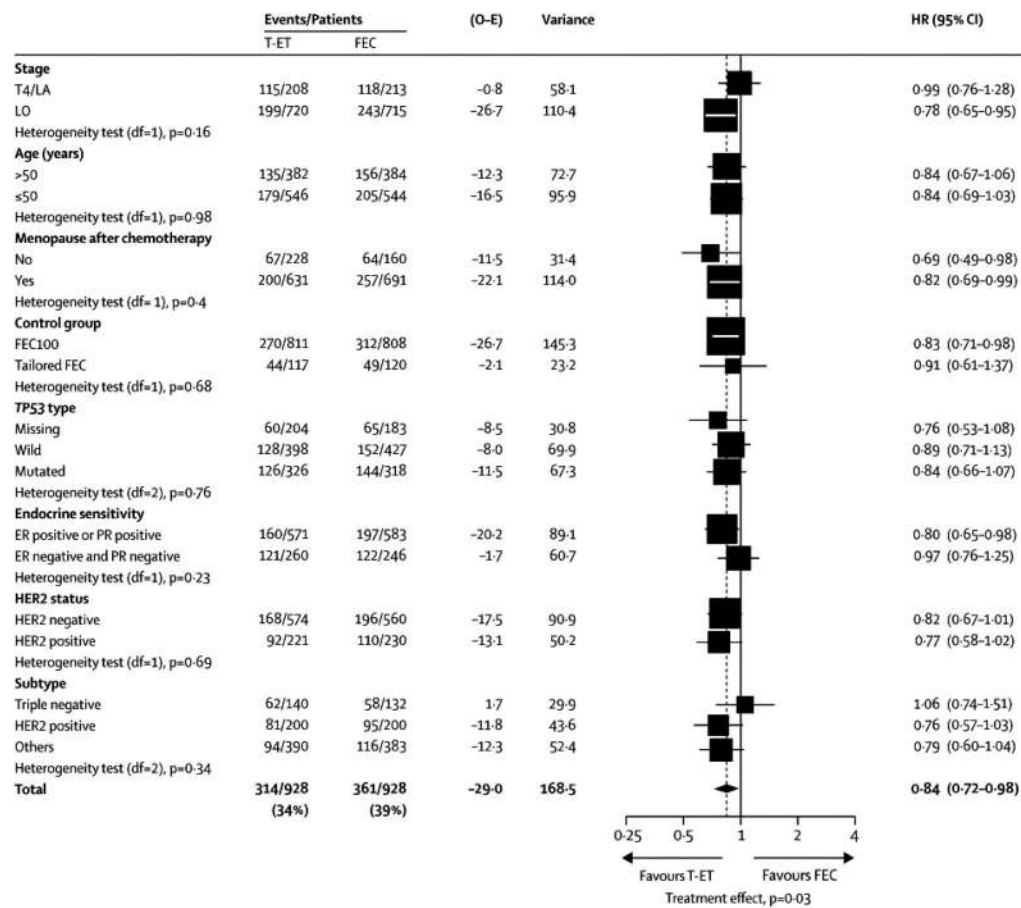 Events/Patients (O–E) Variance HR (95% CI)
T-ET FEC
Stage
T4/LA 115/208 118/213 –0·8 58·1 0·99 (0·76–1·28)
LO 199/720 243/715 –26·7 110·4 0·78 (0·65–0·95)
Heterogeneity test (df=1), p=0·16
Age (years)
>50 135/382 156/384 –12·3 72·7 0·84 (0·67–1·06)
≤50 179/546 205/544 –16·5 95·9 0·84 (0·69–1·03)
Heterogeneity test (df=1), p=0·98
Menopause after chemotherapy
No 67/228 64/160 –11·5 31·4 0·69 (0·49–0·98)
Yes 200/631 257/691 –22·1 114·0 0·82 (0·69–0·99)
Heterogeneity test (df= 1), p=0·4
Control group
FEC100 270/811 312/808 –26·7 145·3 0·83 (0·71–0·98)
Tailored FEC 44/117 49/120 –2·1 23·2 0·91 (0·61–1·37)
Heterogeneity test (df=1), p=0·68
TP53 type
Missing 60/204 65/183 –8·5 30·8 0·76 (0·53–1·08)
Wild 128/398 152/427 –8·0 69·9 0·89 (0·71–1·13)
Mutated 126/326 144/318 –11·5 67·3 0·84 (0·66–1·07)
Heterogeneity test (df=2), p=0·76
Endocrine sensitivity
ER positive or PR positive 160/571 197/583 –20·2 89·1 0·80 (0·65–0·98)
ER negative and PR negative 121/260 122/246 –1·7 60·7 0·97 (0·76–1·25)
Heterogeneity test (df=1), p=0·23
HER2 status
HER2 negative 168/574 196/560 –17·5 90·9 0·82 (0·67–1·01)
HER2 positive 92/221 110/230 –13·1 50·2 0·77 (0·58–1·02)
Heterogeneity test (df=1), p=0·69
Subtype
Triple negative 62/140 58/132 1·7 29·9 1·06 (0·74–1·51)
HER2 positive 81/200 95/200 –11·8 43·6 0·76 (0·57–1·03)
Others 94/390 116/383 –12·3 52·4 0·79 (0·60–1·04)
Heterogeneity test (df=2), p=0·34
Total 314/928 361/928 –29·0 168·5 0·84 (0·72–0·98)
(34%) (39%)
0·25 0·5 1 2 4
Favours T-ET Favours FEC
Treatment effect, p=0·03